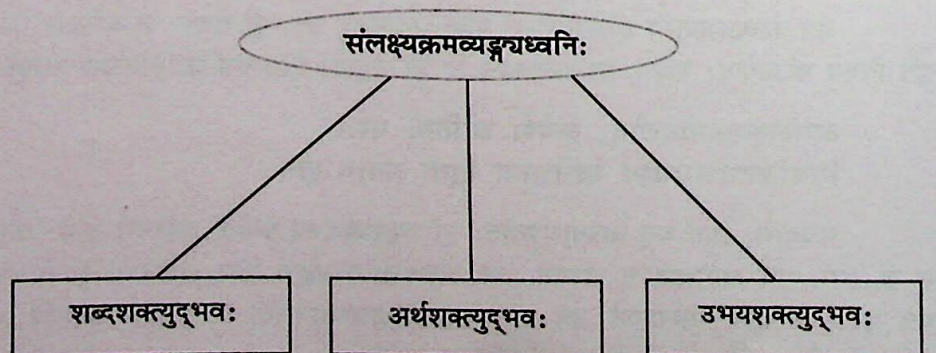 संलक्ष्यक्रमव्यङ्ग्यध्वनिः
शब्दशक्त्युद्भवः
अर्थशक्त्युद्भवः
उभयशक्त्युद्भवः